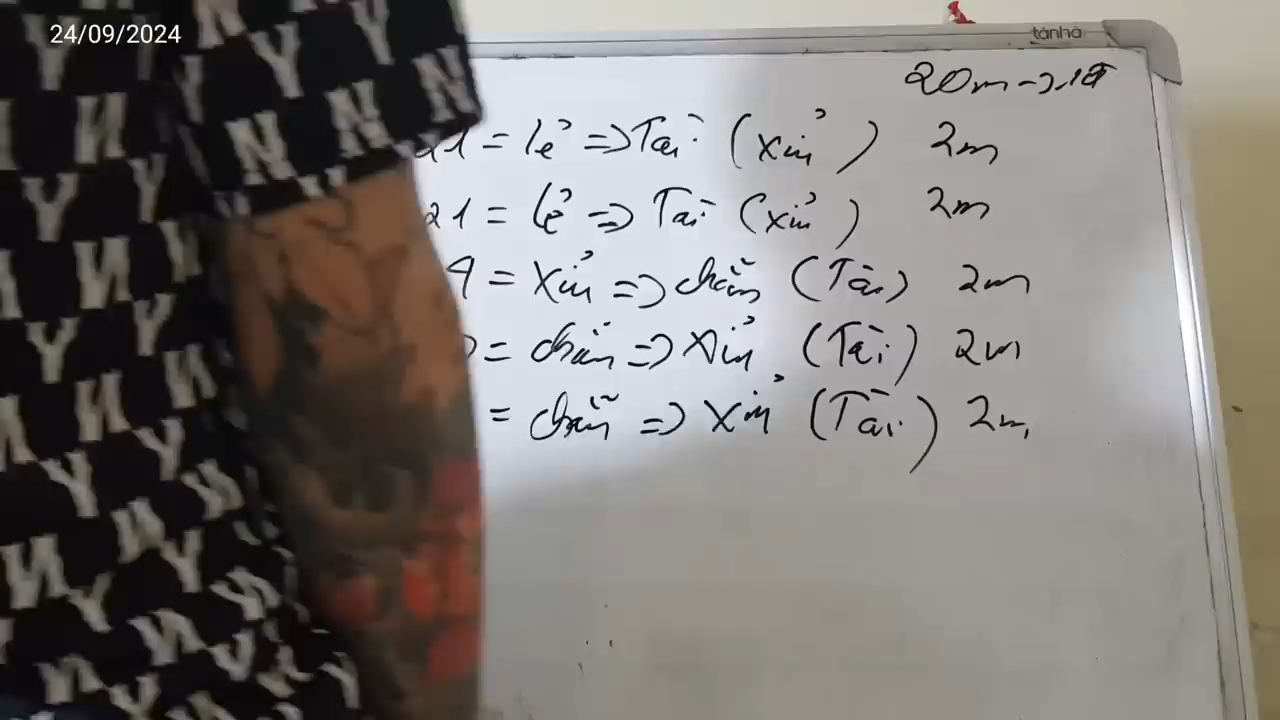 24/09/2024
tânhà
20m
21 = lẻ => Tài (xỉu) 2m
21 = lẻ => Tài (xỉu) 2m
9 = Xỉu => chẵn (Tài) 2m
= chẵn => Xỉu (Tài) 2m
= chẵn => Xỉu (Tài) 2m